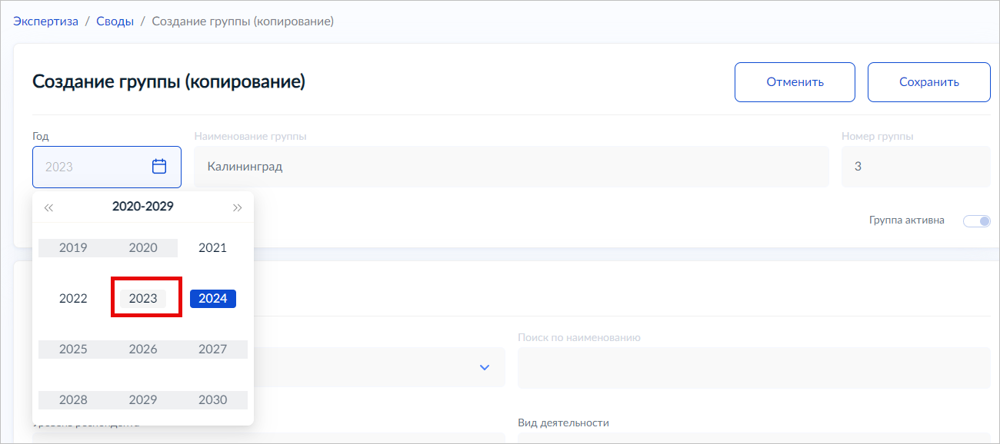 Экспертиза / Своды / Создание группы (копирование)
Создание группы (копирование)
Отменить
Сохранить
Год
Наименование группы
Номер группы
2023
Калининград
3
2020-2029
Группа активна
2019 2020 2021
2022 2023 2024
2025 2026 2027
2028 2029 2030
Поиск по наименованию
Вид деятельности